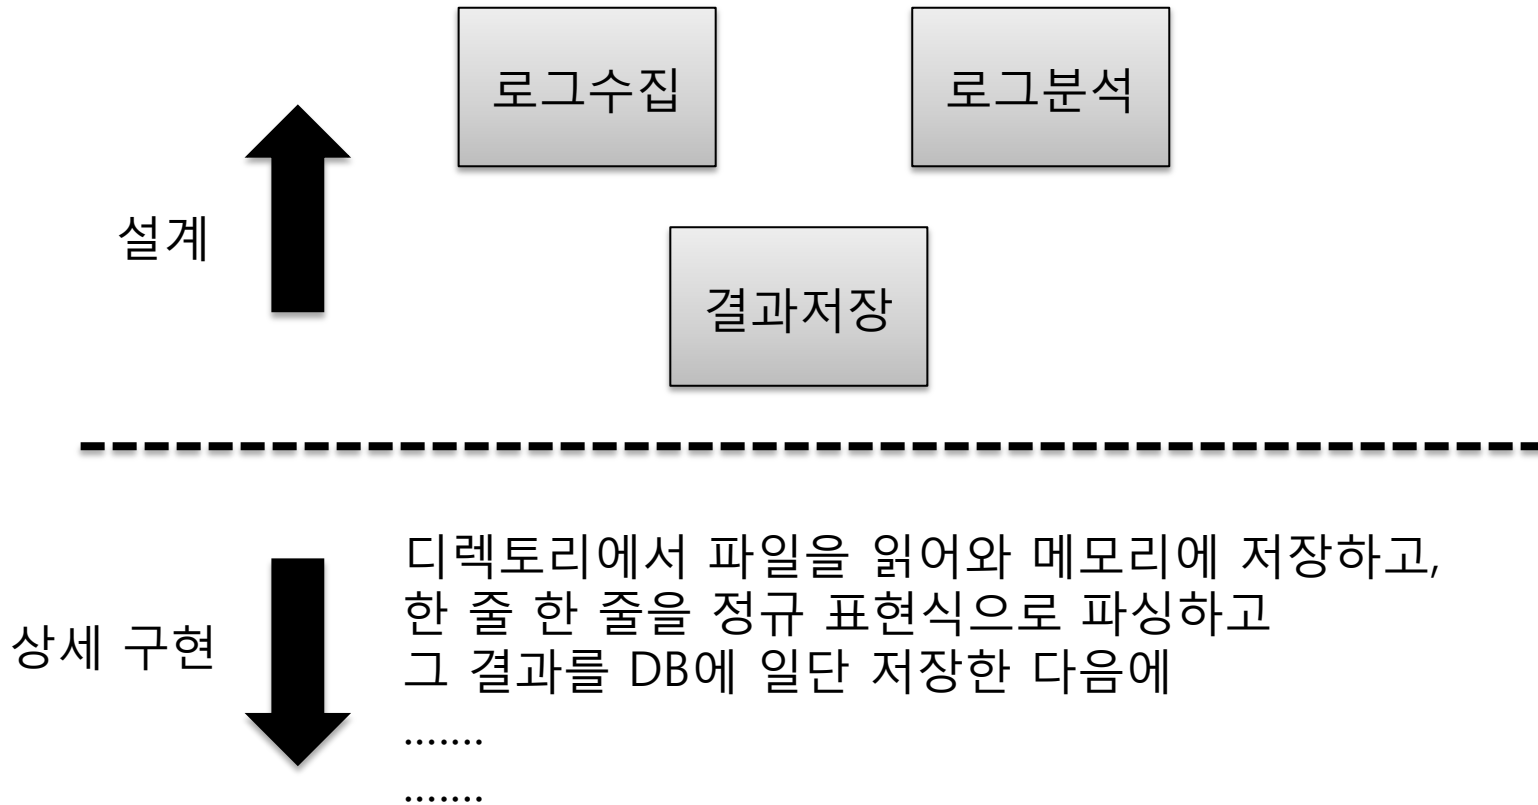 로그수집
로그분석
설계
결과저장
디렉토리에서 파일을 읽어와 메모리에 저장하고,
한 줄 한 줄을 정규 표현식으로 파싱하고
상세 구현
그 결과를 DB에 일단 저장한 다음에
.......
.......